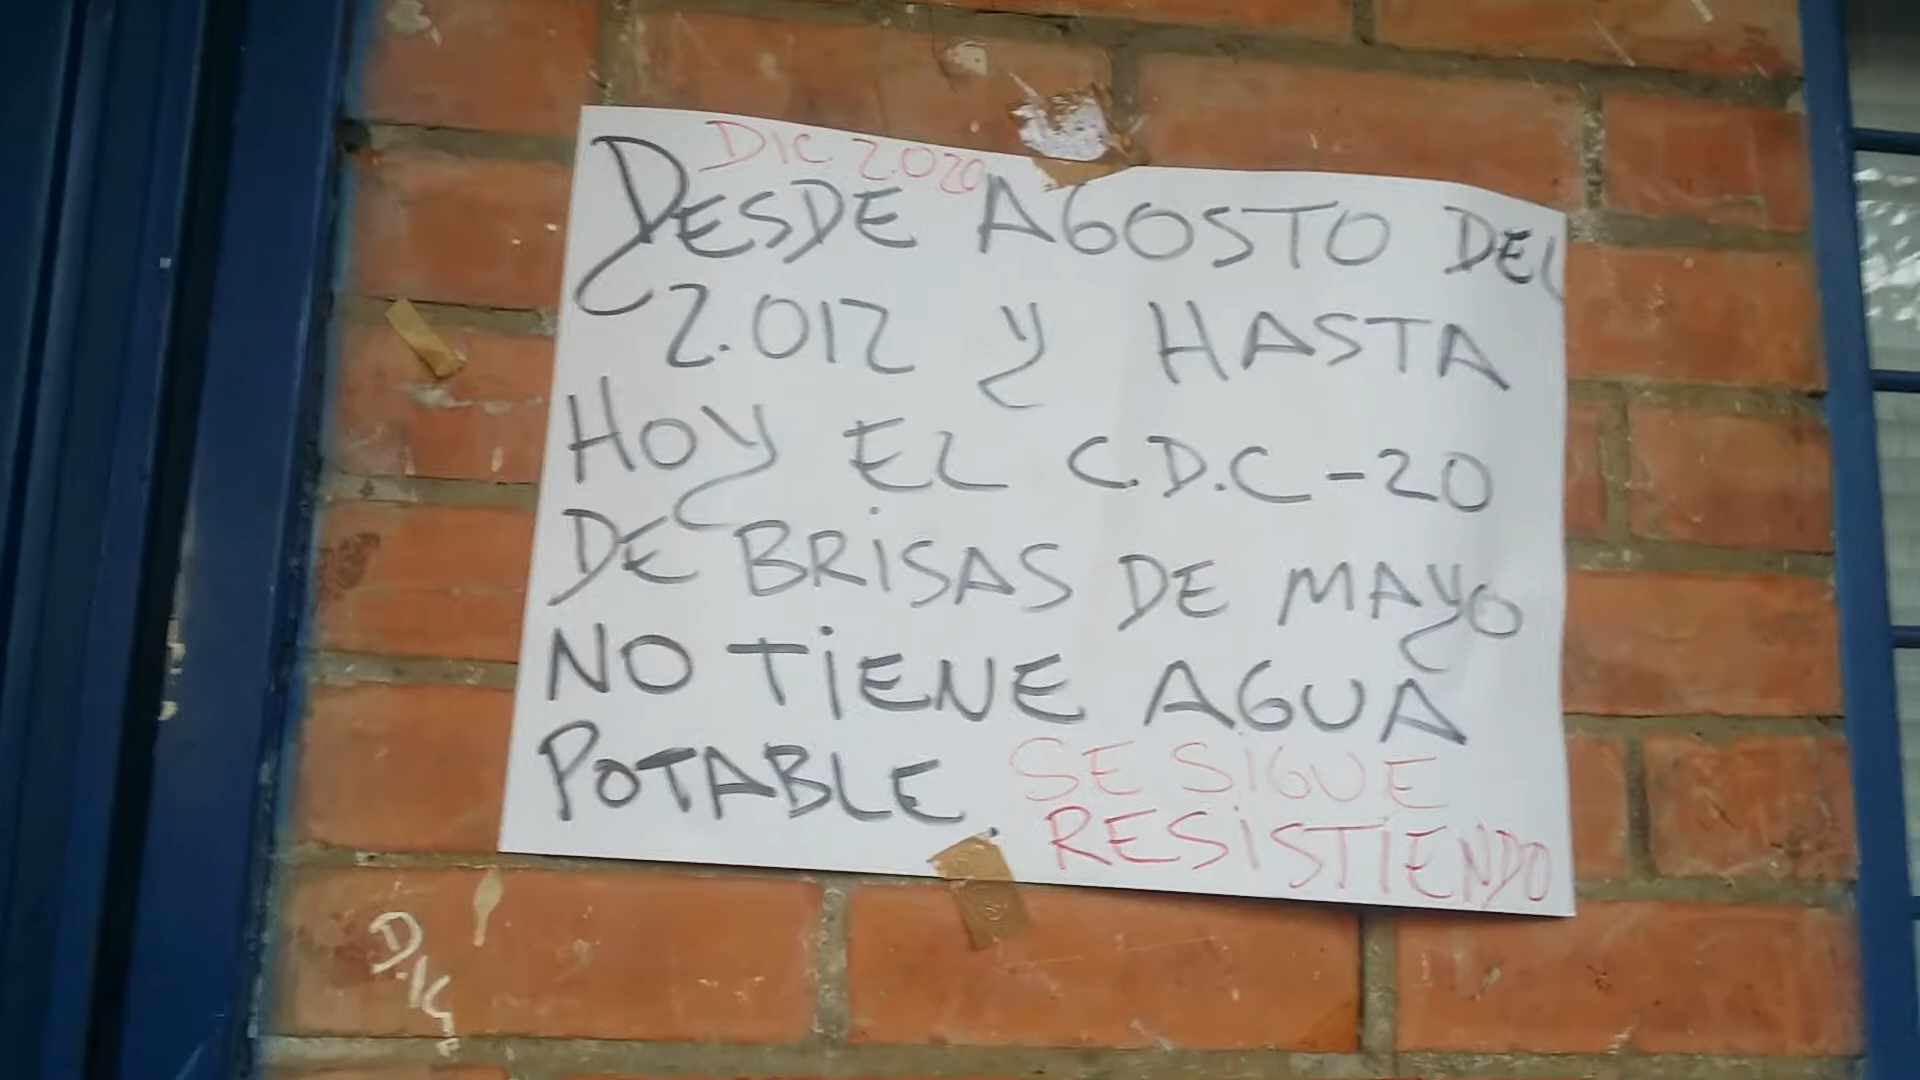 DIC 2.020
DESDE AGOSTO DEL
2.012 y HASTA
HOY EL C.D.C-20
DE BRISAS DE MAYO
NO TIENE AGUA
POTABLE. SE SIGUE
RESISTIENDO